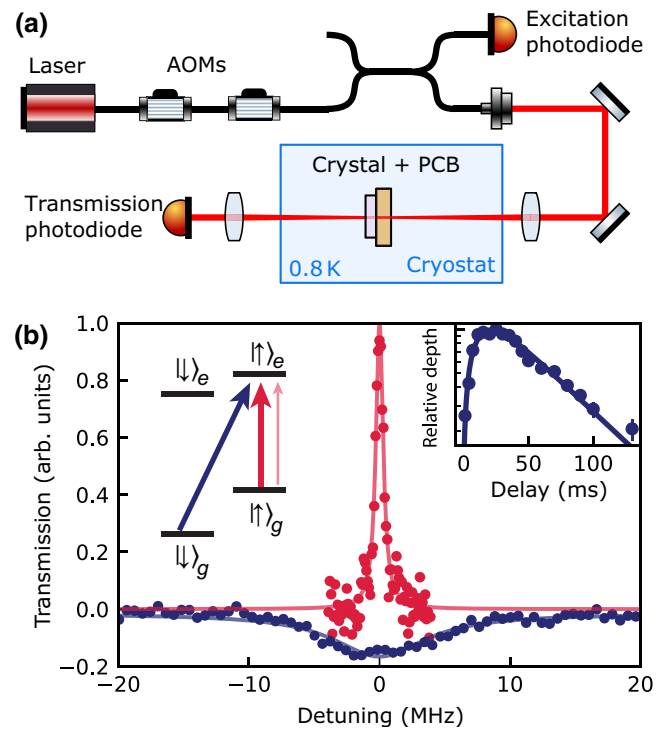 (a)
Excitation
photodiode
Laser
AOMs
Crystal + PCB
Transmission
photodiode
0.8 K
Cryostat
(b)
Transmission (arb. units)
1.0
0.8
0.6
0.4
0.2
0.0
−0.2
|⇓⟩e
|⇑⟩e
|⇑⟩g
|⇓⟩g
Relative depth
0
50
100
Delay (ms)
−20
−10
0
10
20
Detuning (MHz)